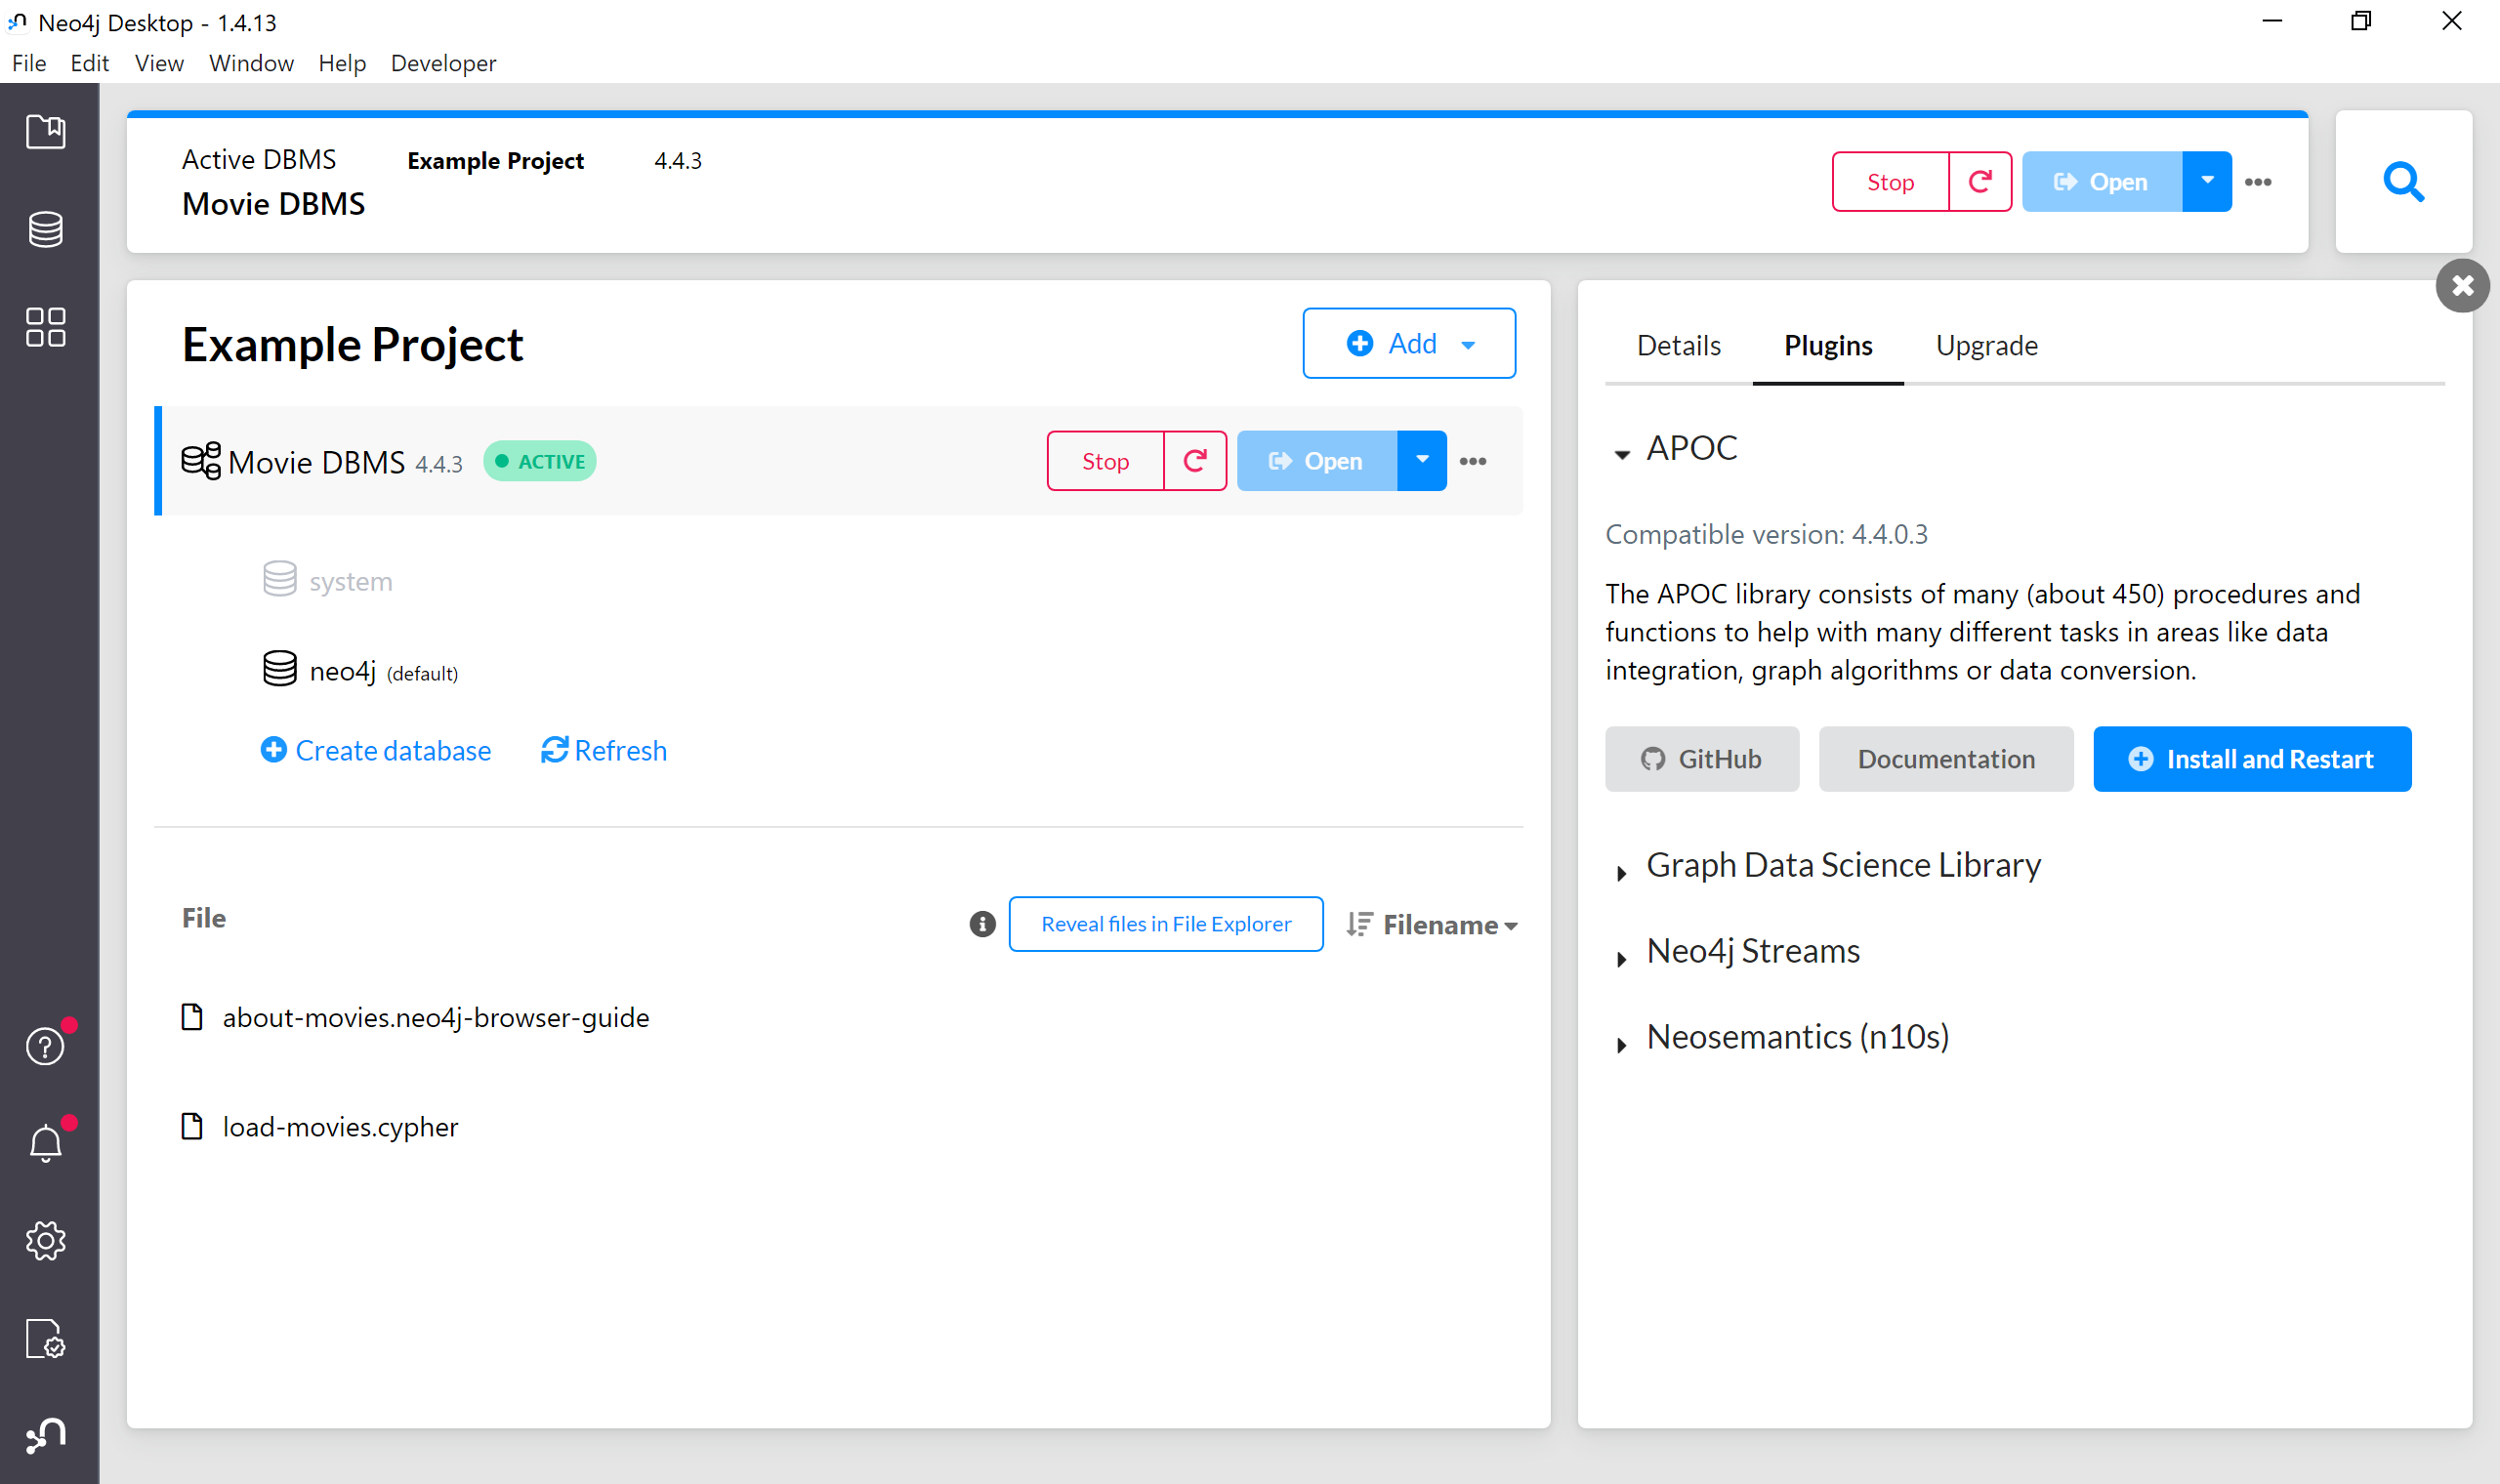 Neo4j Desktop - 1.4.13
File Edit View Window Help Developer
Active DBMS Example Project 4.4.3
Movie DBMS
Stop Open
Example Project
Add
Movie DBMS 4.4.3 ACTIVE
Stop Open
system
neo4j (default)
Create database Refresh
File
Reveal files in File Explorer Filename
about-movies.neo4j-browser-guide
load-movies.cypher
Details Plugins Upgrade
APOC
Compatible version: 4.4.0.3
The APOC library consists of many (about 450) procedures and
functions to help with many different tasks in areas like data
integration, graph algorithms or data conversion.
GitHub Documentation Install and Restart
Graph Data Science Library
Neo4j Streams
Neosemantics (n10s)